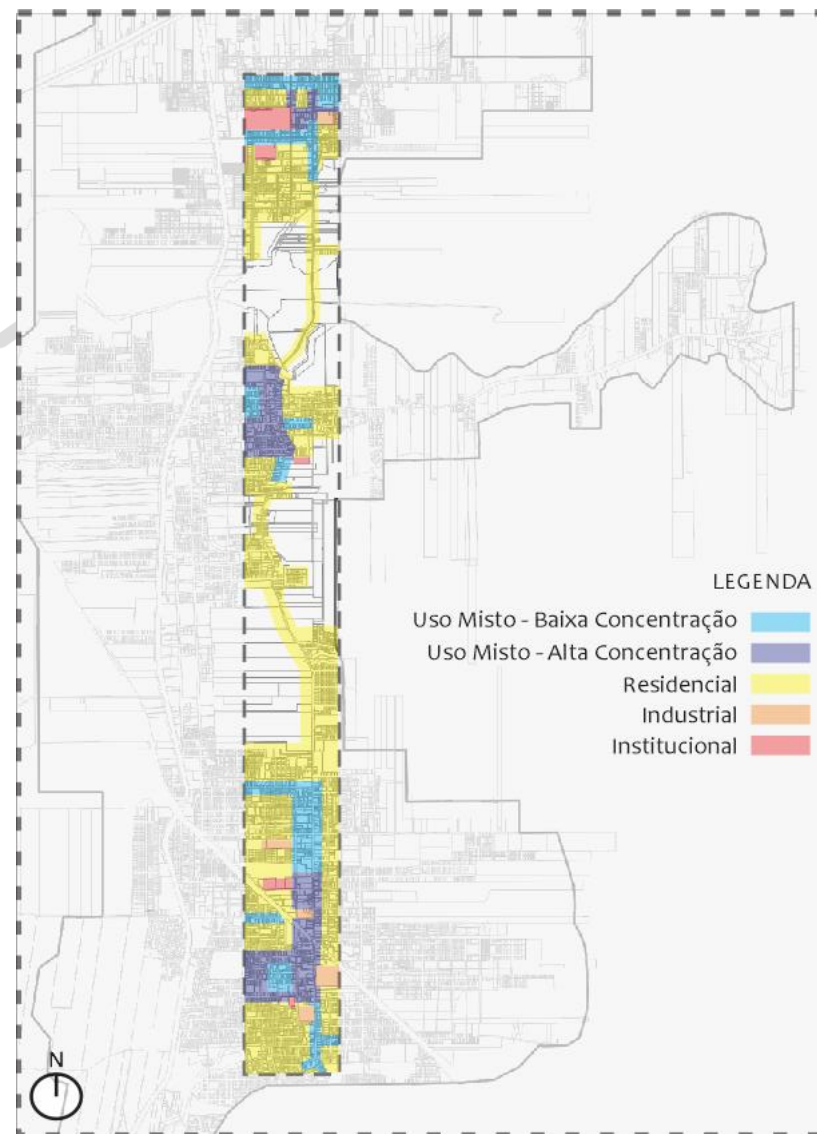 LEGENDA
Uso Misto - Baixa Concentração
Uso Misto - Alta Concentração
Residencial
Industrial
Institucional
N